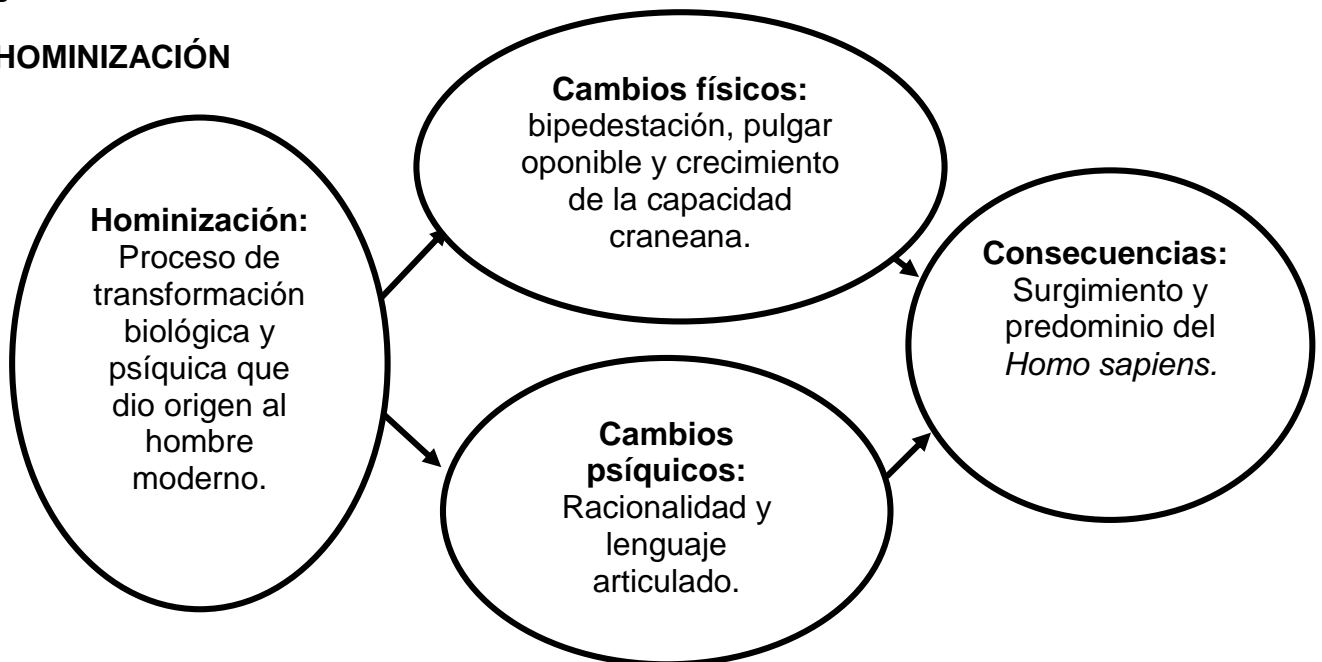 HOMINIZACIÓN
Hominización:
Proceso de
transformación
biológica y
psíquica que
dio origen al
hombre
moderno.
Cambios físicos:
bipedestación, pulgar
oponible y crecimiento
de la capacidad
craneana.
Cambios
psíquicos:
Racionalidad y
lenguaje
articulado.
Consecuencias:
Surgimiento y
predominio del
Homo sapiens.